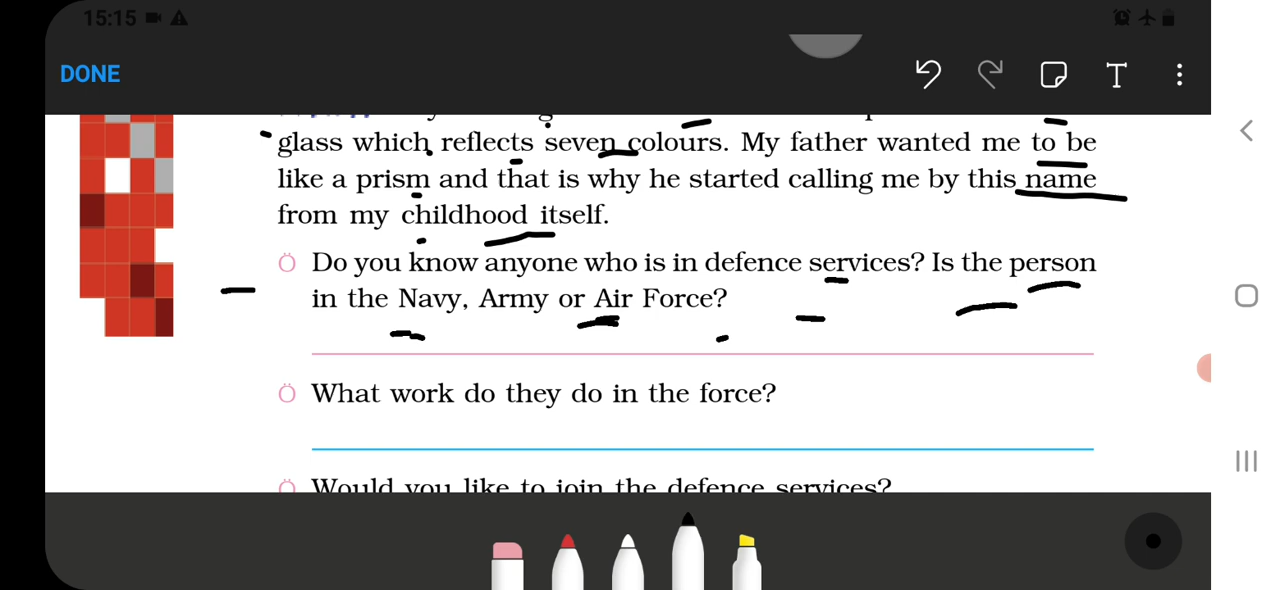 15:15
DONE
T
glass which reflects seven colours. My father wanted me to be
like a prism and that is why he started calling me by this name
from my childhood itself.
Do you know anyone who is in defence services? Is the person
in the Navy, Army or Air Force?
What work do they do in the force?
Would you like to join the defence services?